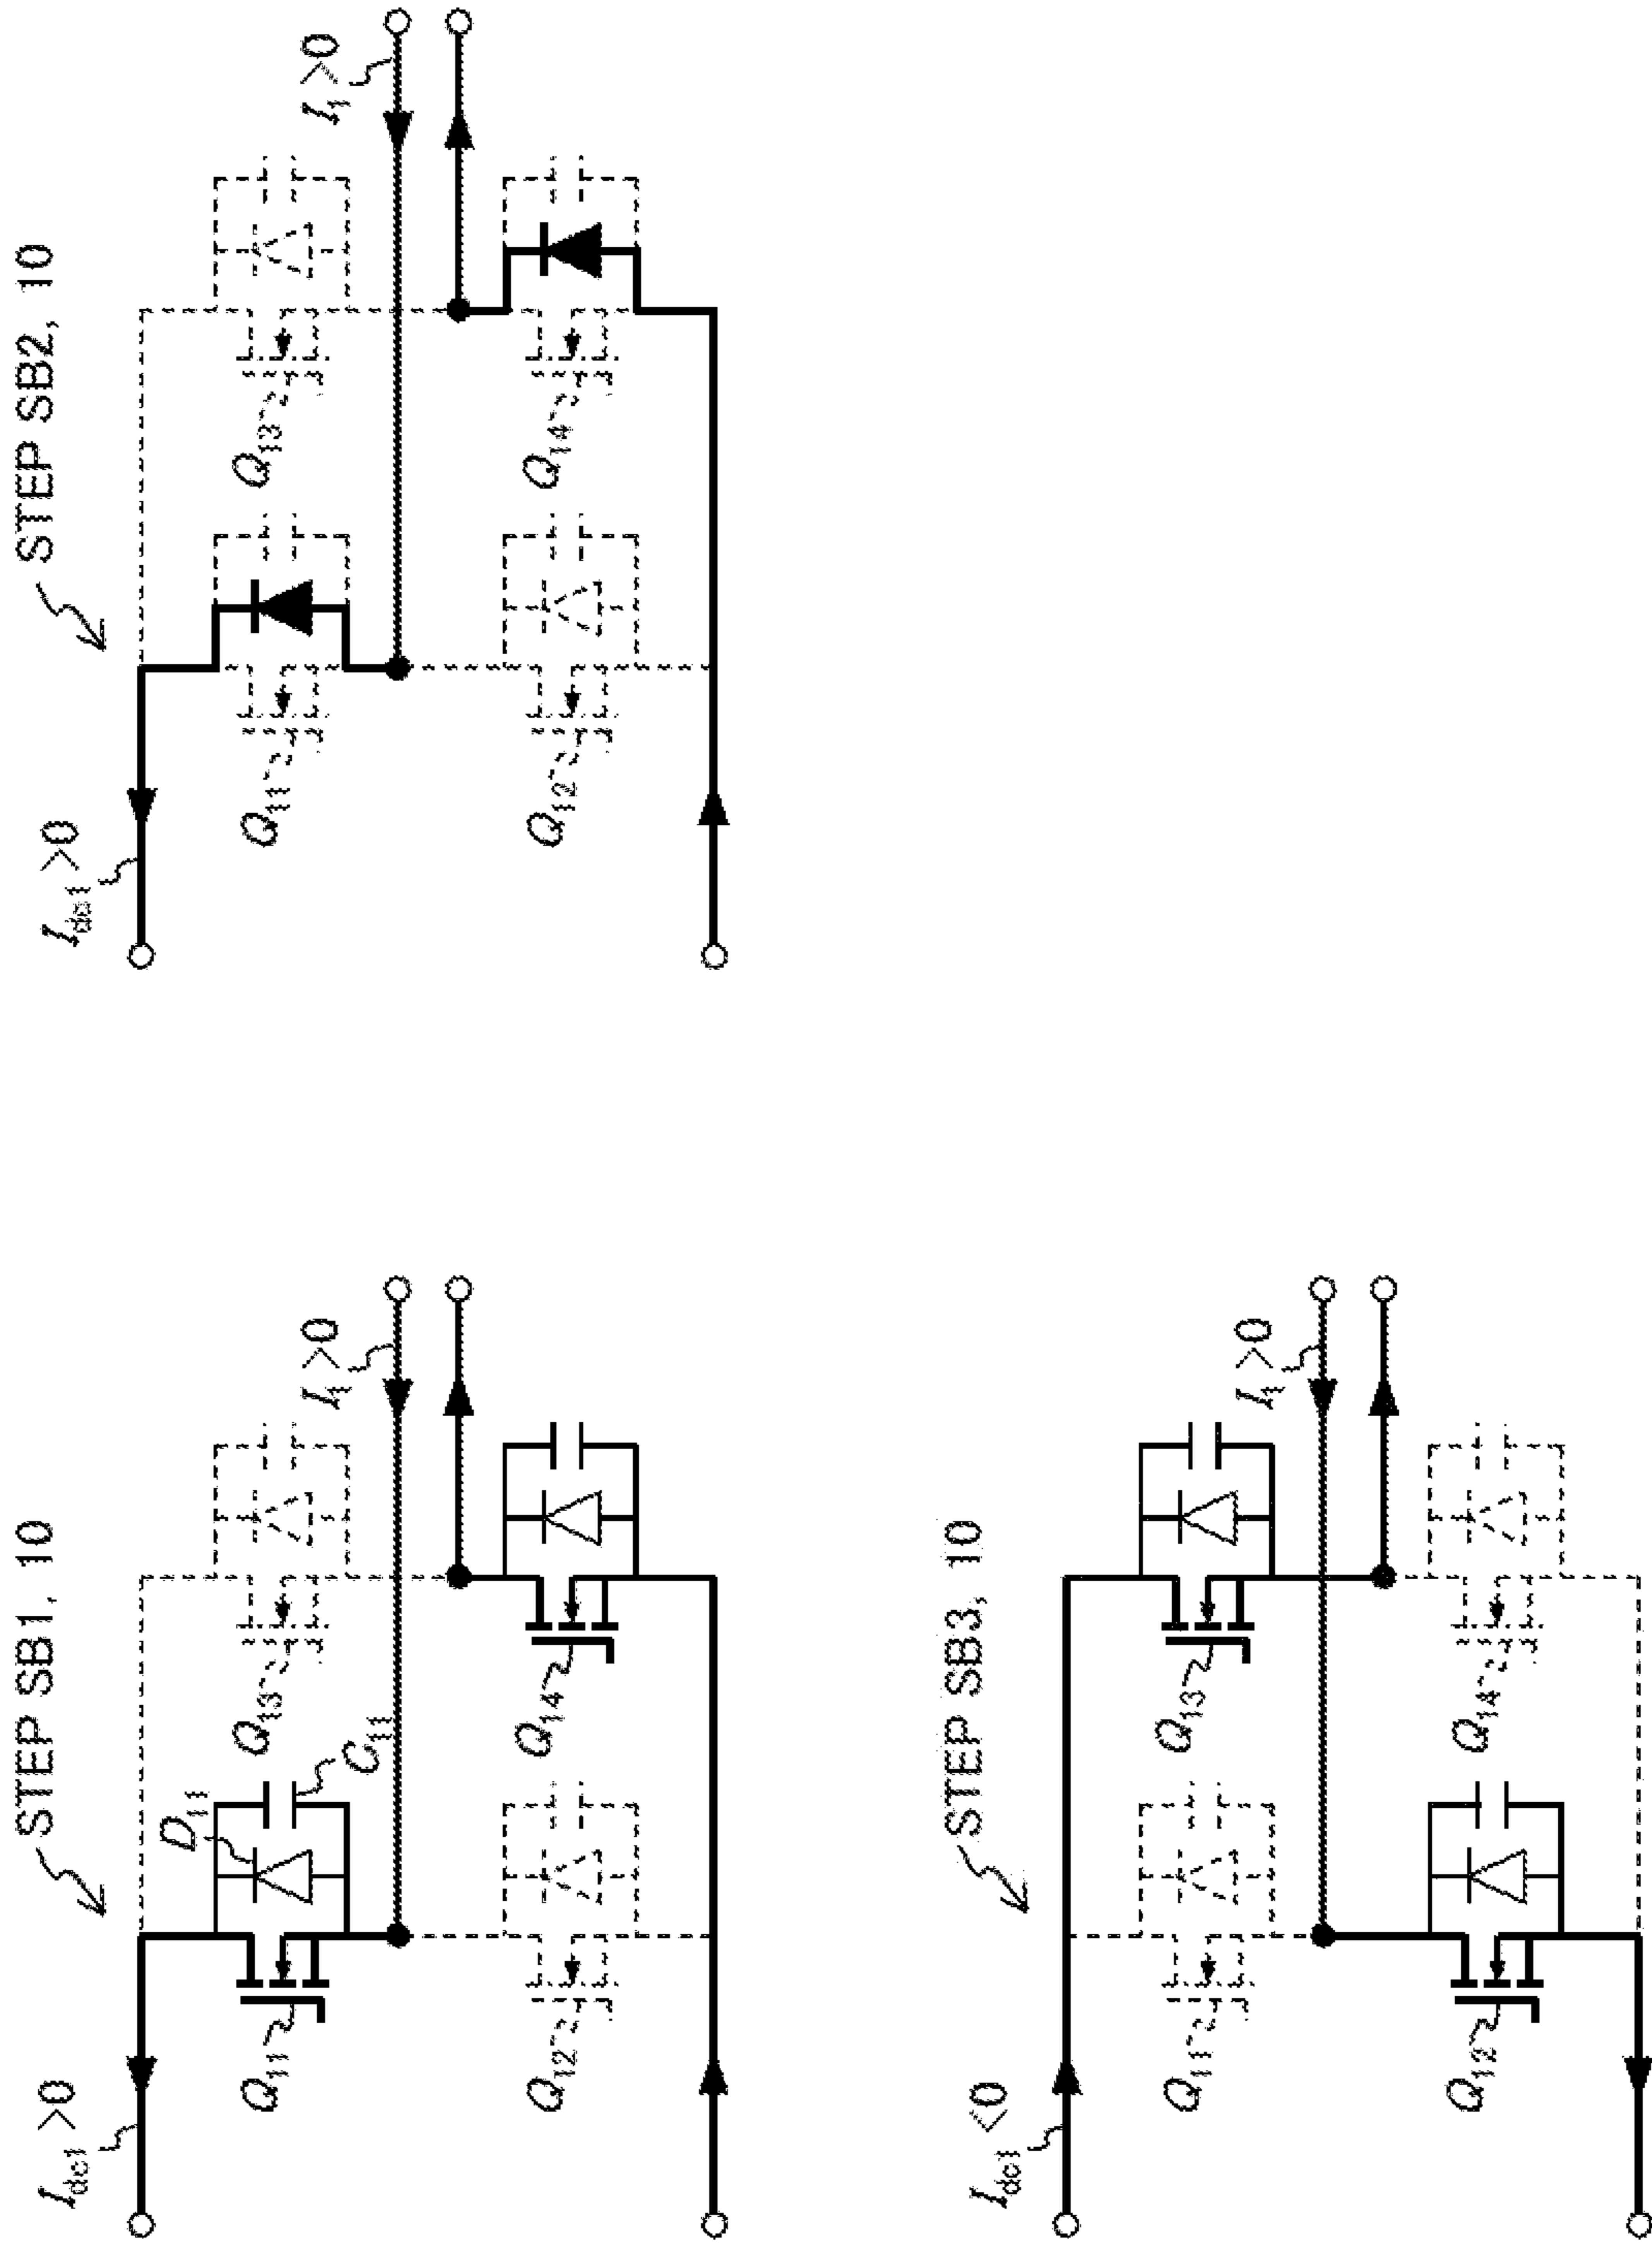 STEP SB1, 10
I_dc1 >0
D_11
C_11
I_1 >0
Q_11
Q_13
Q_12
Q_14
STEP SB2, 10
I_dc1 >0
I_1 >0
Q_11
Q_13
Q_12
Q_14
STEP SB3, 10
I_dc1 <0
I_1 >0
Q_11
Q_13
Q_12
Q_14